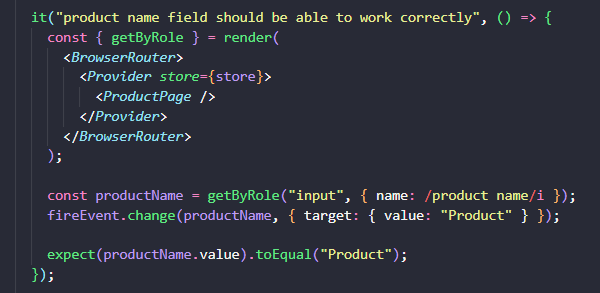 it("product name field should be able to work correctly", () => {
const { getByRole } = render(
<BrowserRouter>
<Provider store={store}>
<ProductPage />
</Provider>
</BrowserRouter>
);
const productName = getByRole("input", { name: /product name/i });
fireEvent.change(productName, { target: { value: "Product" } });
expect(productName.value).toEqual("Product");
});